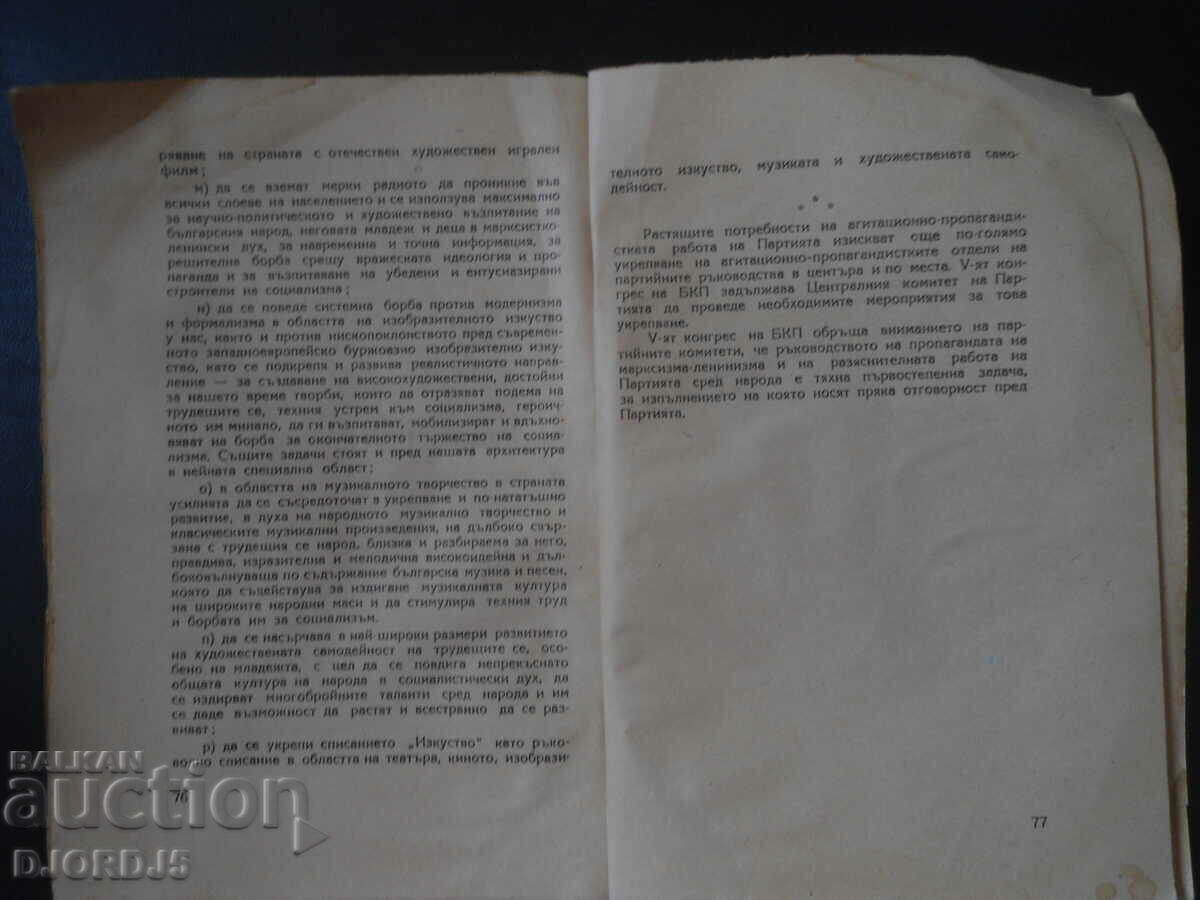 ряване на страната с отечествен художествен игрален
филм;
м) да се вземат мерки радиото да проникне във
всички слоеве на населението и се използува максимално
за научно-политическото и художествено възпитание на
българския народ, неговата младеж и деца в марксистко-
ленински дух, за навременна и точна информация, за
решителна борба срещу вражеската идеология и про-
паганда и за възпитаване на убедени и ентусиазирани
строители на социализма;
н) да се поведе системна борба против модернизма
и формализма в областта на изобразителното изкуство
у нас, както и против нископоклонството пред съвремен-
ното западноевропейско буржоазно изобразително изку-
ство, като се подкрепя и развива реалистичното направ-
ление — за създаване на високохудожествени, достойни
за нашето време творби, които да отразяват подема на
трудещите се, техния устрем към социализма, героич-
ното им минало, да ги възпитават, мобилизират и вдъхно-
вяват на борба за окончателното тържество на социа-
лизма. Същите задачи стоят и пред нашата архитектура
в нейната специална област;
о) в областта на музикалното творчество в страната
усилията да се съсредоточат в укрепване и по-нататъшно
развитие, в духа на народното музикално творчество и
класическите музикални произведения, на дълбоко свър-
зана с трудещия се народ, близка и разбираема за него,
правдива, изразителна и мелодична високоидейна и дъл-
боковълнуваща по съдържание българска музика и песен,
която да съдействува за издигане музикалната култура
на широките народни маси и да стимулира техния труд
и борбата им за социализъм.
п) да се насърчава в най-широки размери развитието
на художествената самодейност на трудещите се, осо-
бено на младежта, с цел да се повдига непрекъснато
общата култура на народа в социалистически дух, да
се издирват многобройните таланти сред народа и им
се даде възможност да растят и всестранно да се раз-
виват;
р) да се укрепи списанието „Изкуство“ като ръко-
водно списание в областта на театъра, киното, изобрази-
76
телното изкуство, музиката и художествената само-
дейност.
* * *
Растящите потребности на агитационно-пропаганди-
стката работа на Партията изискват още по-голямо
укрепване на агитационно-пропагандистките отдели на
партийните ръководства в центъра и по места. V-ят кон-
грес на БКП задължава Централния комитет на Пар-
тията да проведе необходимите мероприятия за това
укрепване.
V-ят конгрес на БКП обръща вниманието на пар-
тийните комитети, че ръководството на пропагандата на
марксизма-ленинизма и на разяснителната работа на
Партията сред народа е тяхна първостепенна задача,
за изпълнението на която носят пряка отговорност пред
Партията.
77
BALKAN
auction
DJORDJ5